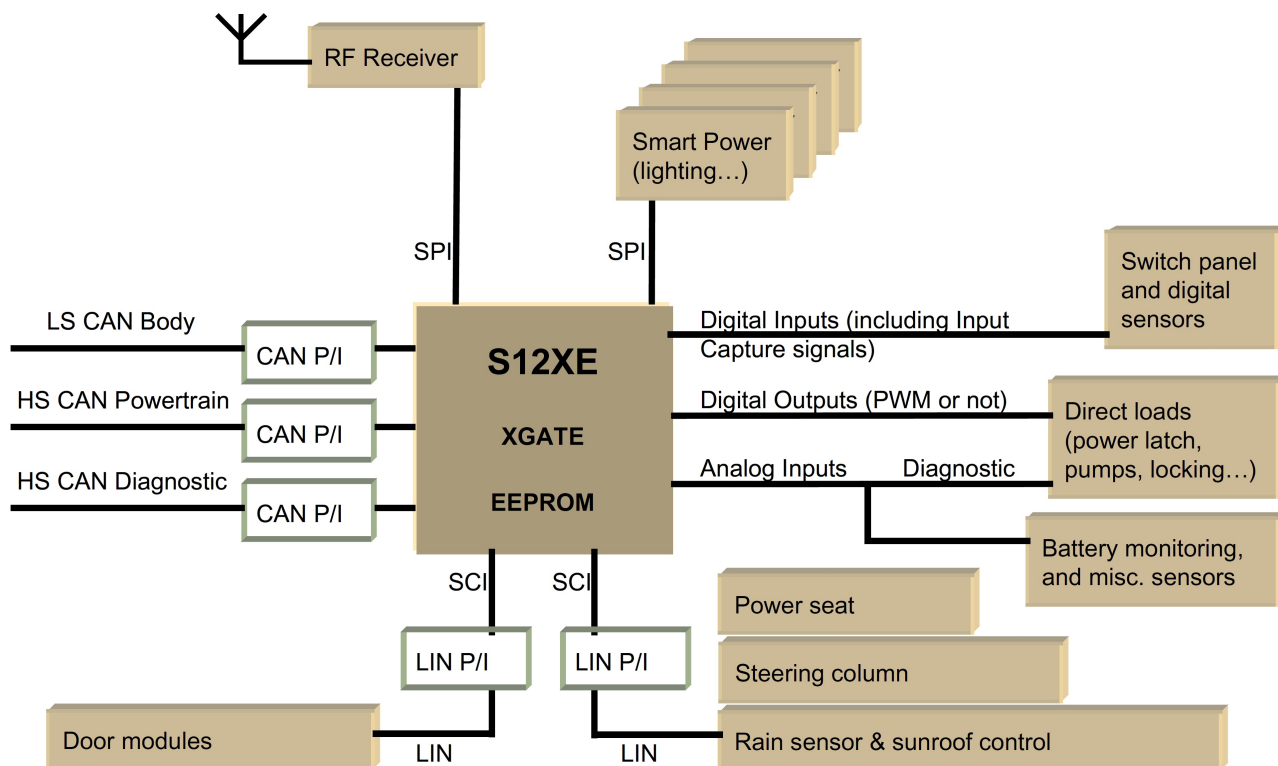 RF Receiver
Smart Power
(lighting…)
SPI
SPI
Switch panel
and digital
sensors
LS CAN Body
CAN P/I
Digital Inputs (including Input
Capture signals)
S12XE
HS CAN Powertrain
CAN P/I
XGATE
Digital Outputs (PWM or not)
Direct loads
(power latch,
pumps, locking…)
HS CAN Diagnostic
CAN P/I
EEPROM
Analog Inputs
Diagnostic
Battery monitoring,
and misc. sensors
SCI
SCI
Power seat
LIN P/I
LIN P/I
Steering column
Door modules
LIN
LIN
Rain sensor & sunroof control